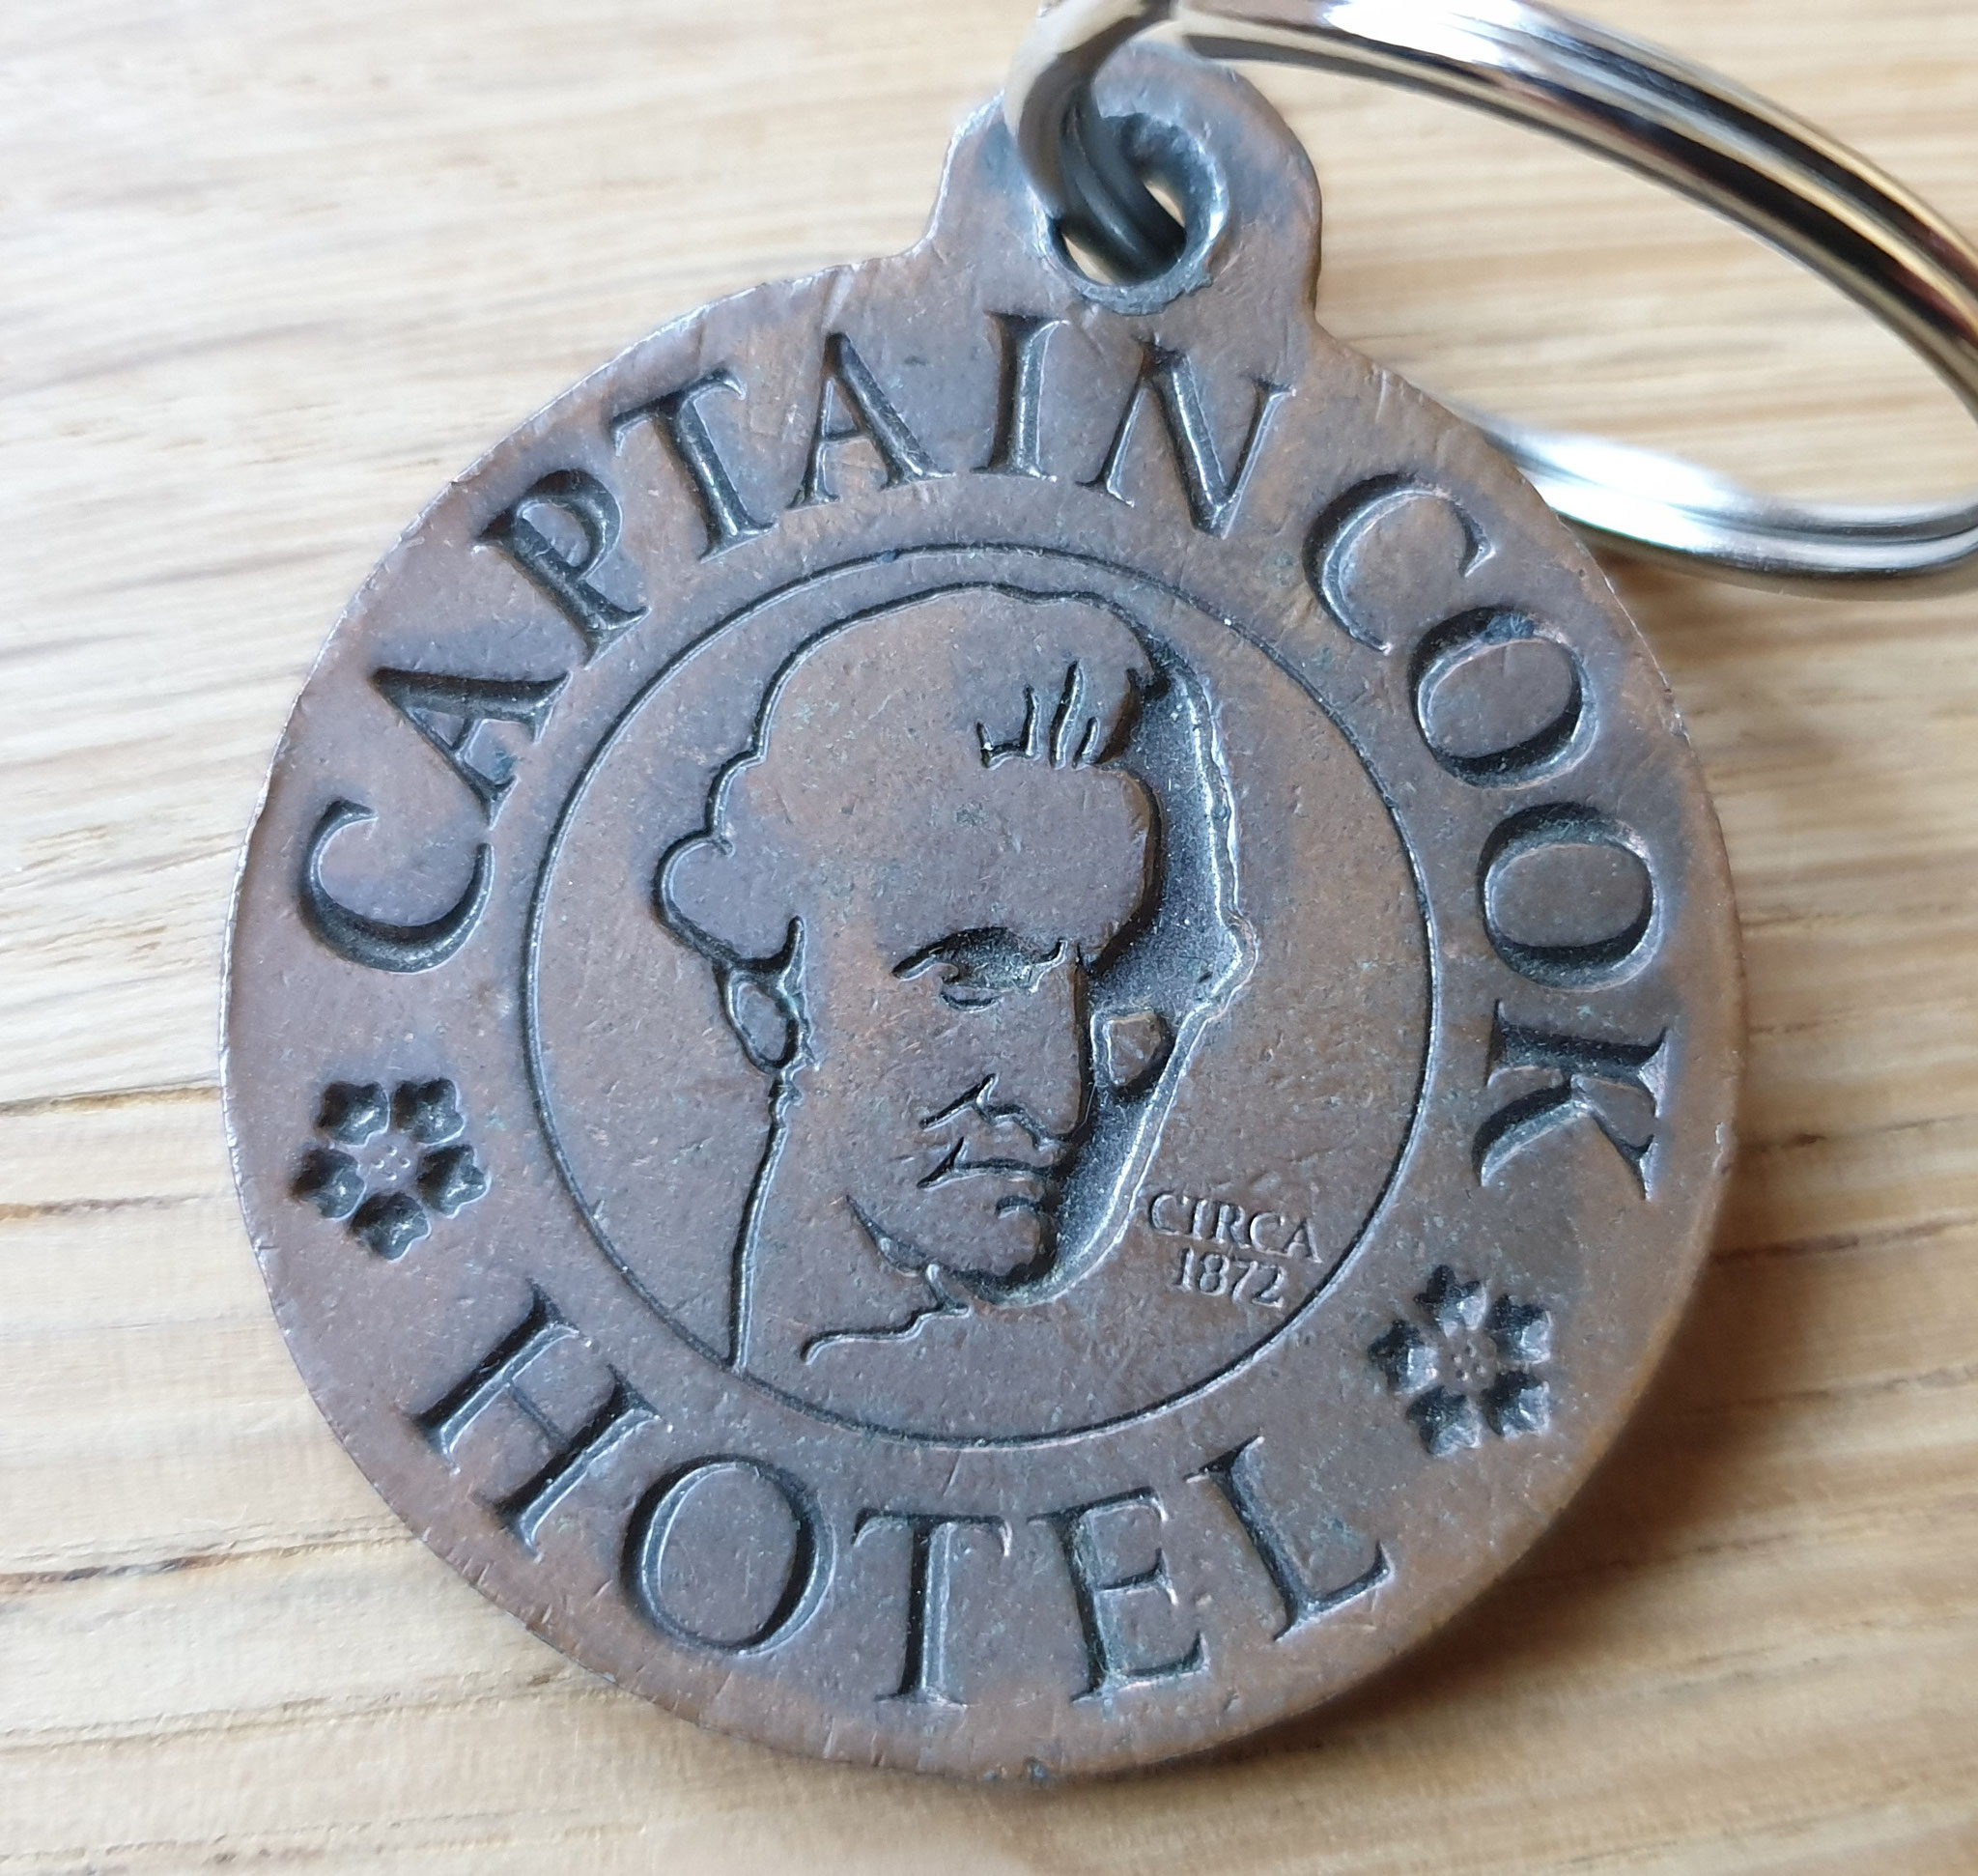 CAPTAIN COOK
CIRCA
1872
HOTEL